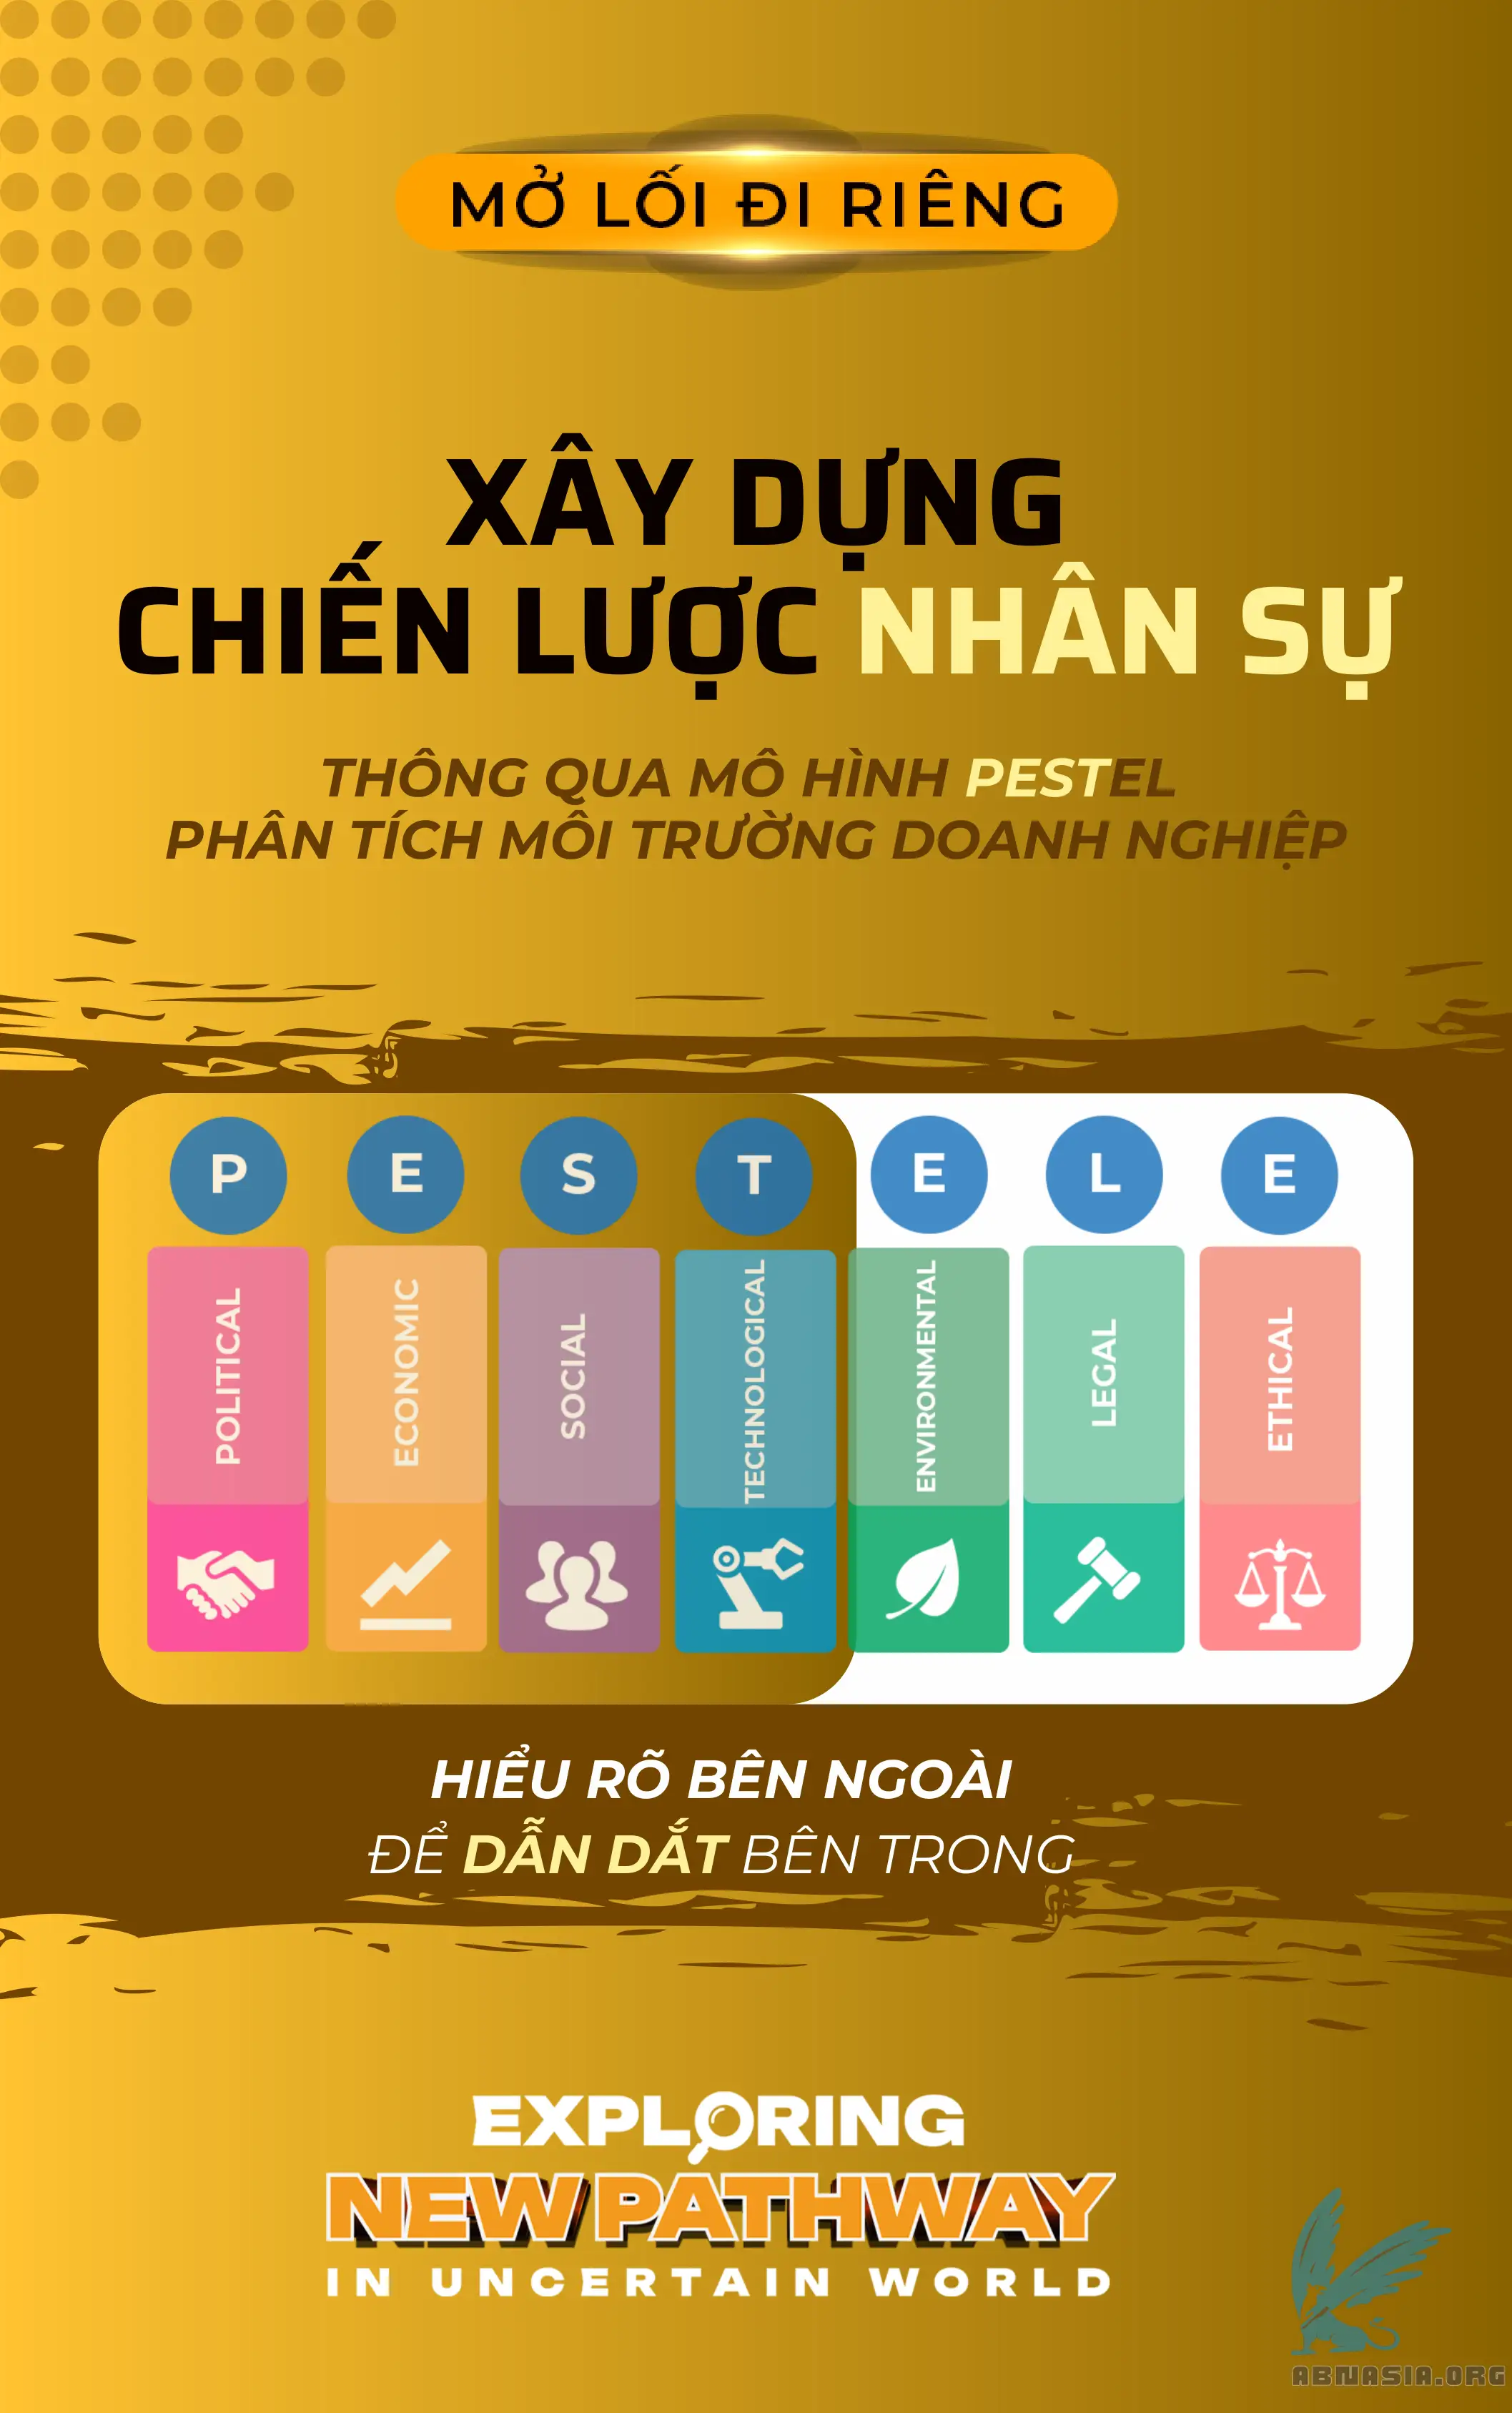 MỞ LỐI ĐI RIÊNG
XÂY DỰNG
CHIẾN LƯỢC NHÂN SỰ
THÔNG QUA MÔ HÌNH PESTEL
PHÂN TÍCH MÔI TRƯỜNG DOANH NGHIỆP
P E S T E L E
POLITICAL
ECONOMIC
SOCIAL
TECHNOLOGICAL
ENVIRONMENTAL
LEGAL
ETHICAL
HIỂU RÕ BÊN NGOÀI
ĐỂ DẪN DẮT BÊN TRONG
EXPLORING
NEW PATHWAY
IN UNCERTAIN WORLD
ABNASIA.ORG